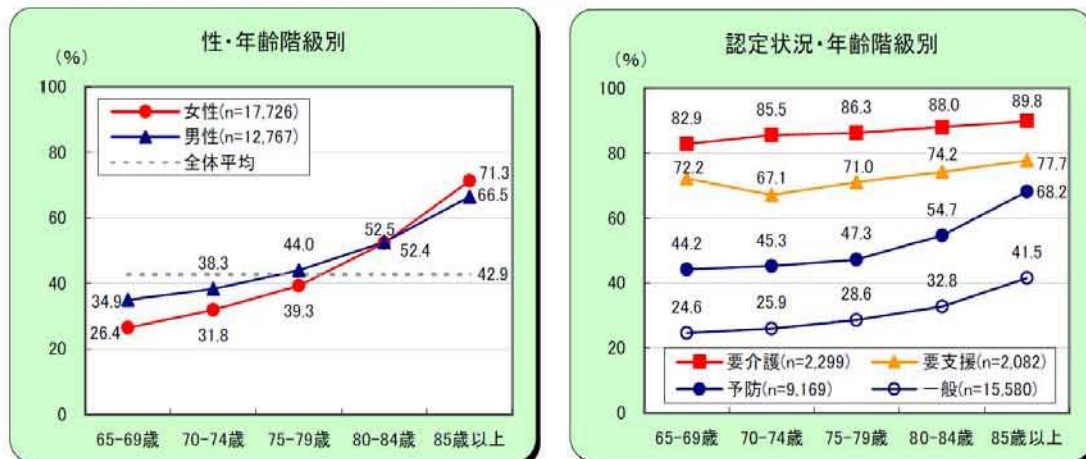 性・年齢階級別
(%)
100
80
60
40
20
0
女性(n=17,726)
男性(n=12,767)
全体平均
71.3
66.5
52.5
52.4
44.0
42.9
38.3
39.3
34.9
31.8
26.4
65-69歳 70-74歳 75-79歳 80-84歳 85歳以上
認定状況・年齢階級別
(%)
100
80
60
40
20
0
82.9 85.5 86.3 88.0 89.8
72.2 67.1 71.0 74.2 77.7
44.2 45.3 47.3 54.7 68.2
24.6 25.9 28.6 32.8 41.5
要介護(n=2,299) 要支援(n=2,082)
予防(n=9,169) 一般(n=15,580)
65-69歳 70-74歳 75-79歳 80-84歳 85歳以上